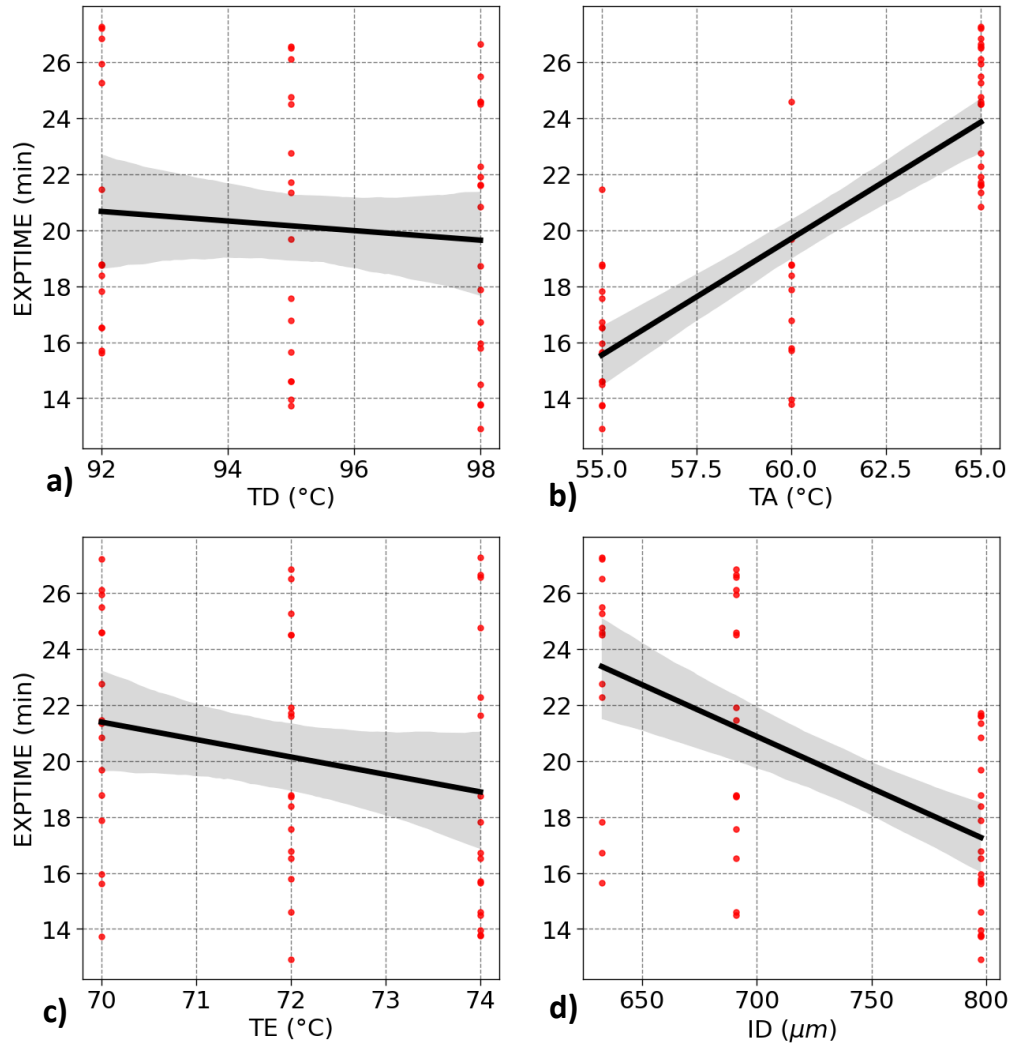 EXPTIME (min)
26
24
22
20
18
16
14
92 94 96 98
a) TD (°C)
26
24
22
20
18
16
14
55.0 57.5 60.0 62.5 65.0
b) TA (°C)
EXPTIME (min)
26
24
22
20
18
16
14
70 71 72 73 74
c) TE (°C)
26
24
22
20
18
16
14
650 700 750 800
d) ID (μm)